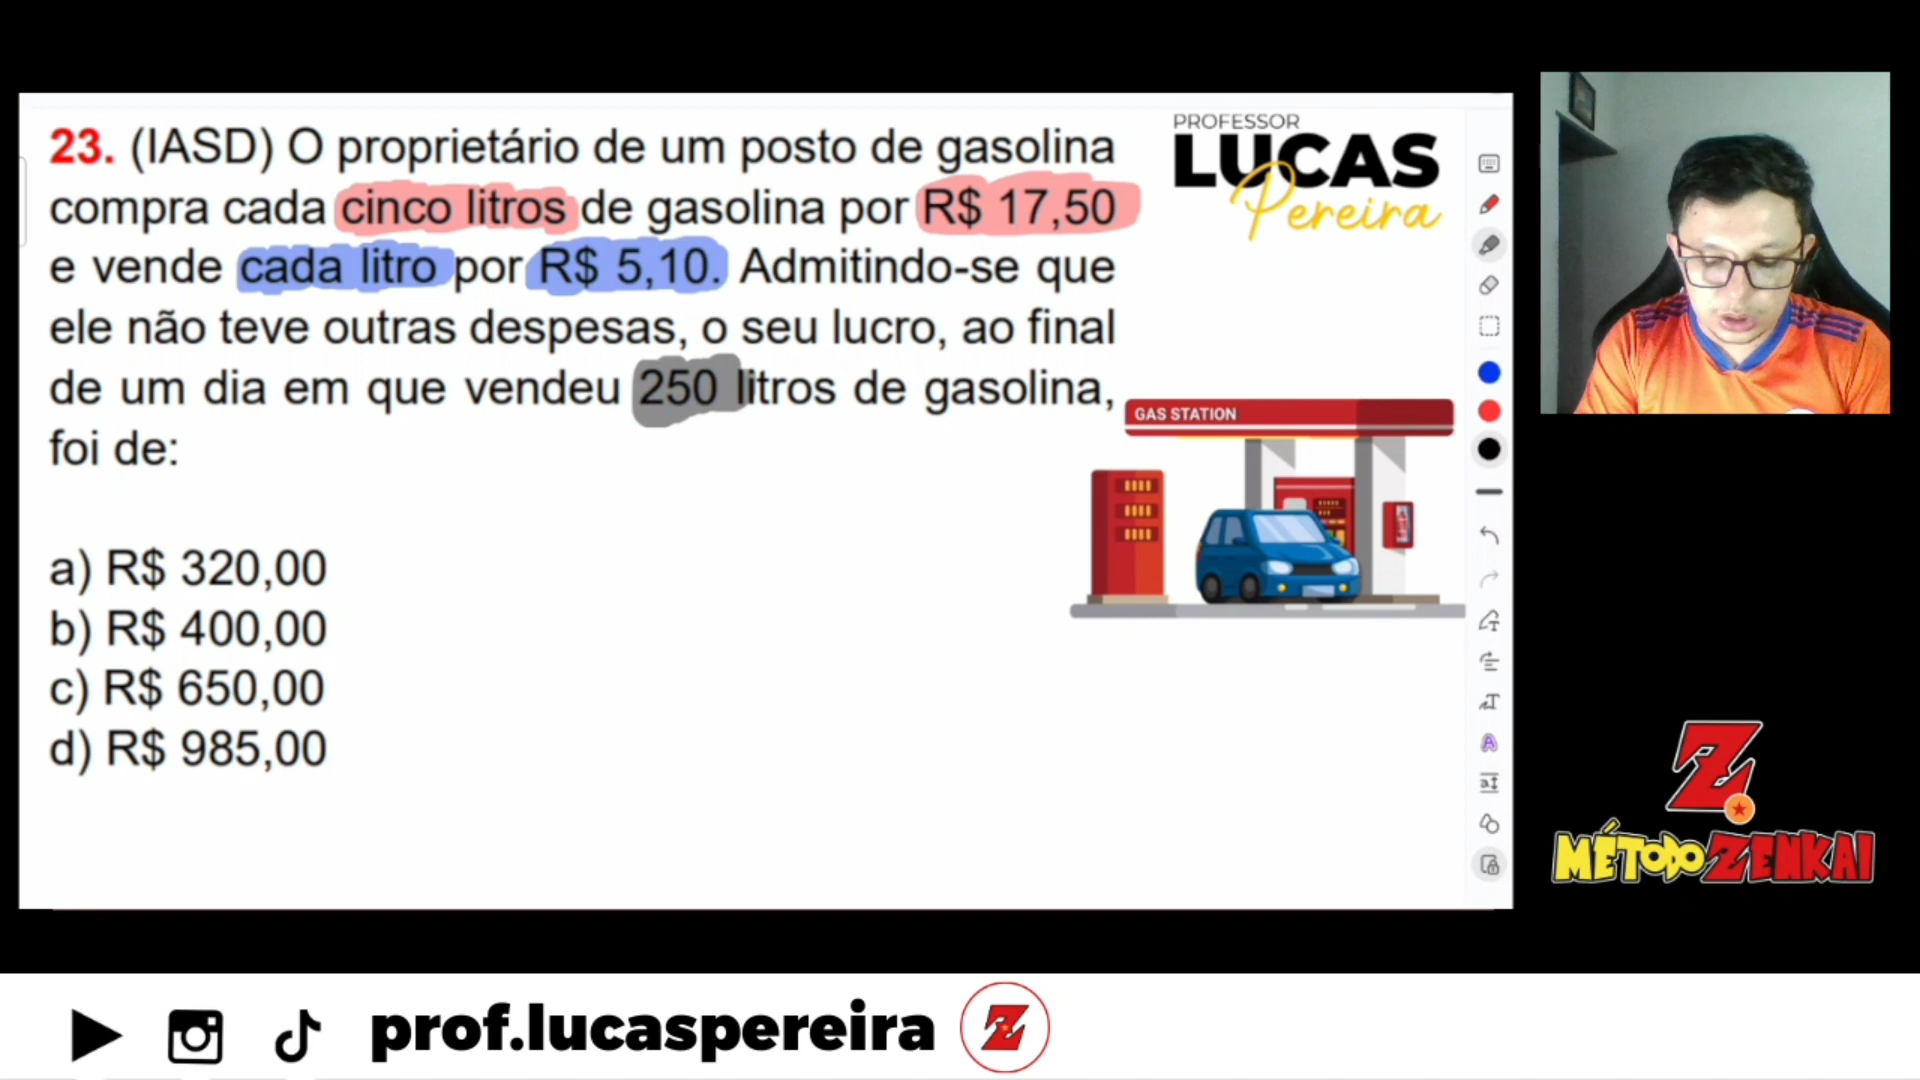 23. (IASD) O proprietário de um posto de gasolina
compra cada cinco litros de gasolina por R$ 17,50
e vende cada litro por R$ 5,10. Admitindo-se que
ele não teve outras despesas, o seu lucro, ao final
de um dia em que vendeu 250 litros de gasolina,
foi de:
a) R$ 320,00
b) R$ 400,00
c) R$ 650,00
d) R$ 985,00
PROFESSOR
LUCAS
Pereira
GAS STATION
Z
MÉTODO ZENKAI
prof.lucaspereira
Z